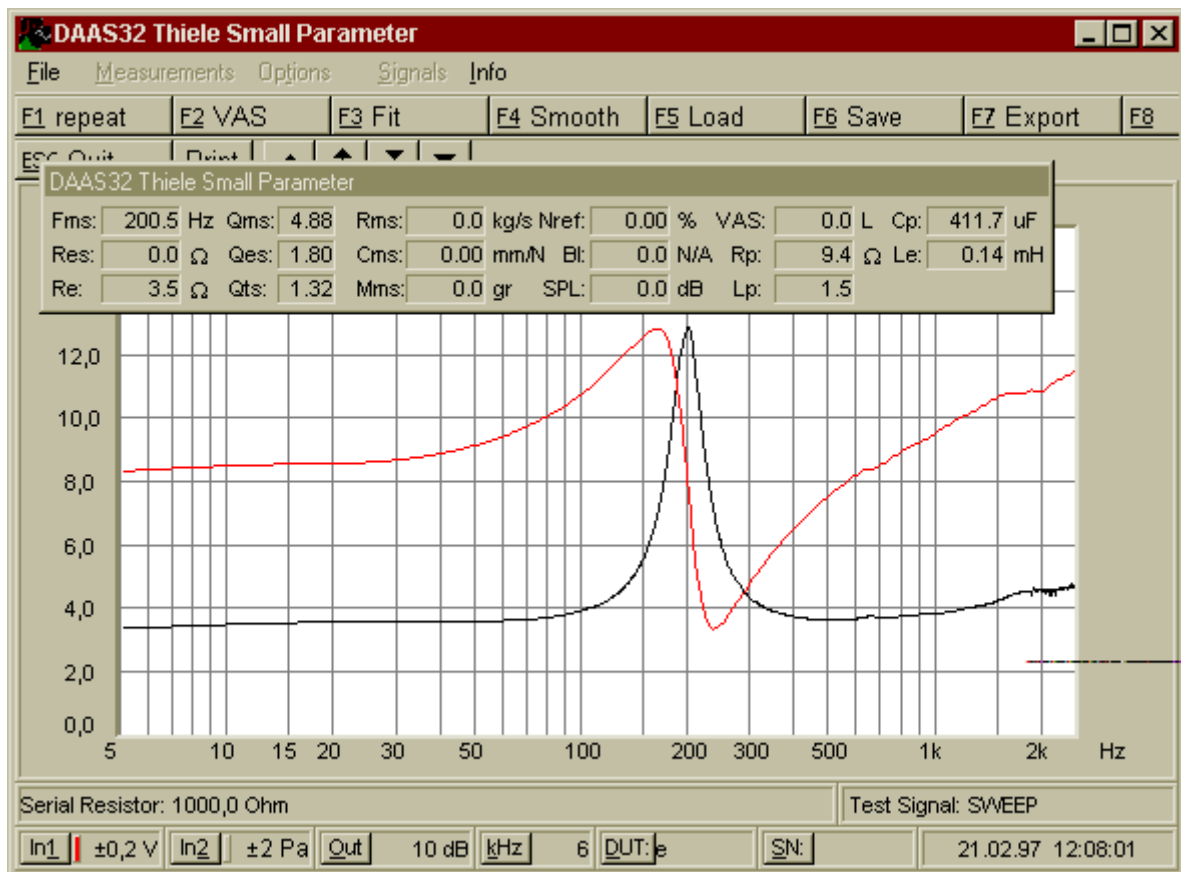 DAAS32 Thiele Small Parameter
File Measurements Options Signals Info
F1 repeat F2 VAS F3 Fit F4 Smooth F5 Load F6 Save F7 Export F8
ESC Quit Print
DAAS32 Thiele Small Parameter
Fms: 200.5 Hz Qms: 4.88 Rms: 0.0 kg/s Nref: 0.00 % VAS: 0.0 L Cp: 411.7 uF
Res: 0.0 Ω Qes: 1.80 Cms: 0.00 mm/N Bl: 0.0 N/A Rp: 9.4 Ω Le: 0.14 mH
Re: 3.5 Ω Qts: 1.32 Mms: 0.0 gr SPL: 0.0 dB Lp: 1.5
12,0
10,0
8,0
6,0
4,0
2,0
0,0
5 10 15 20 30 50 100 200 300 500 1k 2k Hz
Serial Resistor: 1000,0 Ohm Test Signal: SWEEP
In1 ±0,2 V In2 ±2 Pa Out 10 dB kHz 6 DUT: e SN: 21.02.97 12:08:01